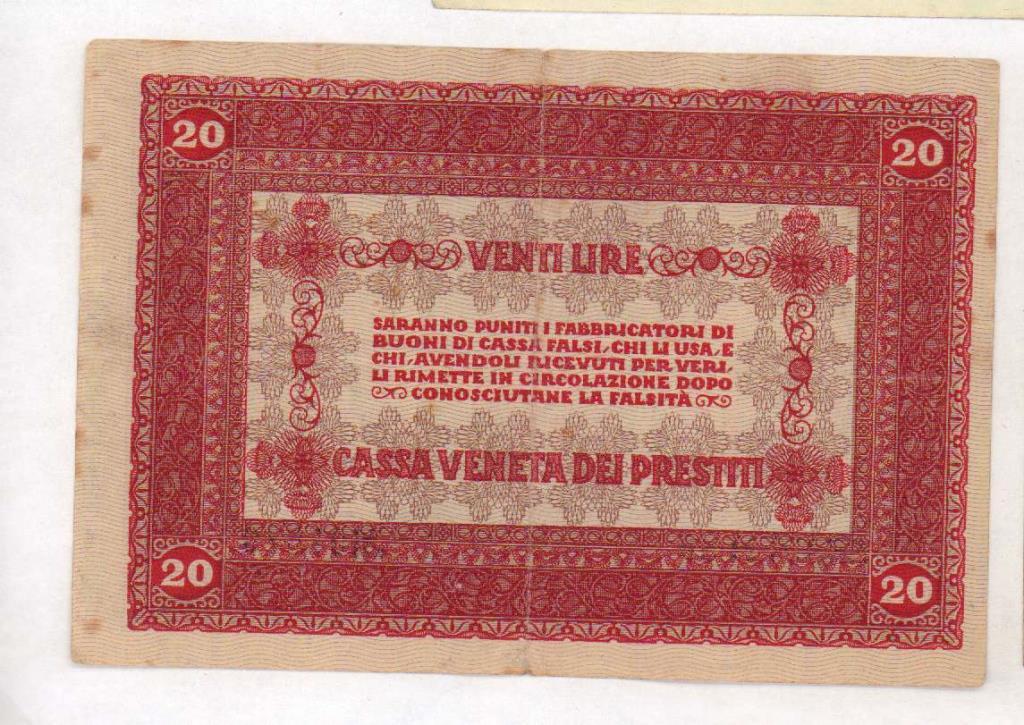 20
20
VENTI LIRE
SARANNO PUNITI I FABBRICATORI DI
BUONI DI CASSA FALSI, CHI LI USA, E
CHI, AVENDOLI RICEVUTI PER VERI,
LI RIMETTE IN CIRCOLAZIONE DOPO
CONOSCIUTANE LA FALSITÀ
CASSA VENETA DEI PRESTITI
20
20